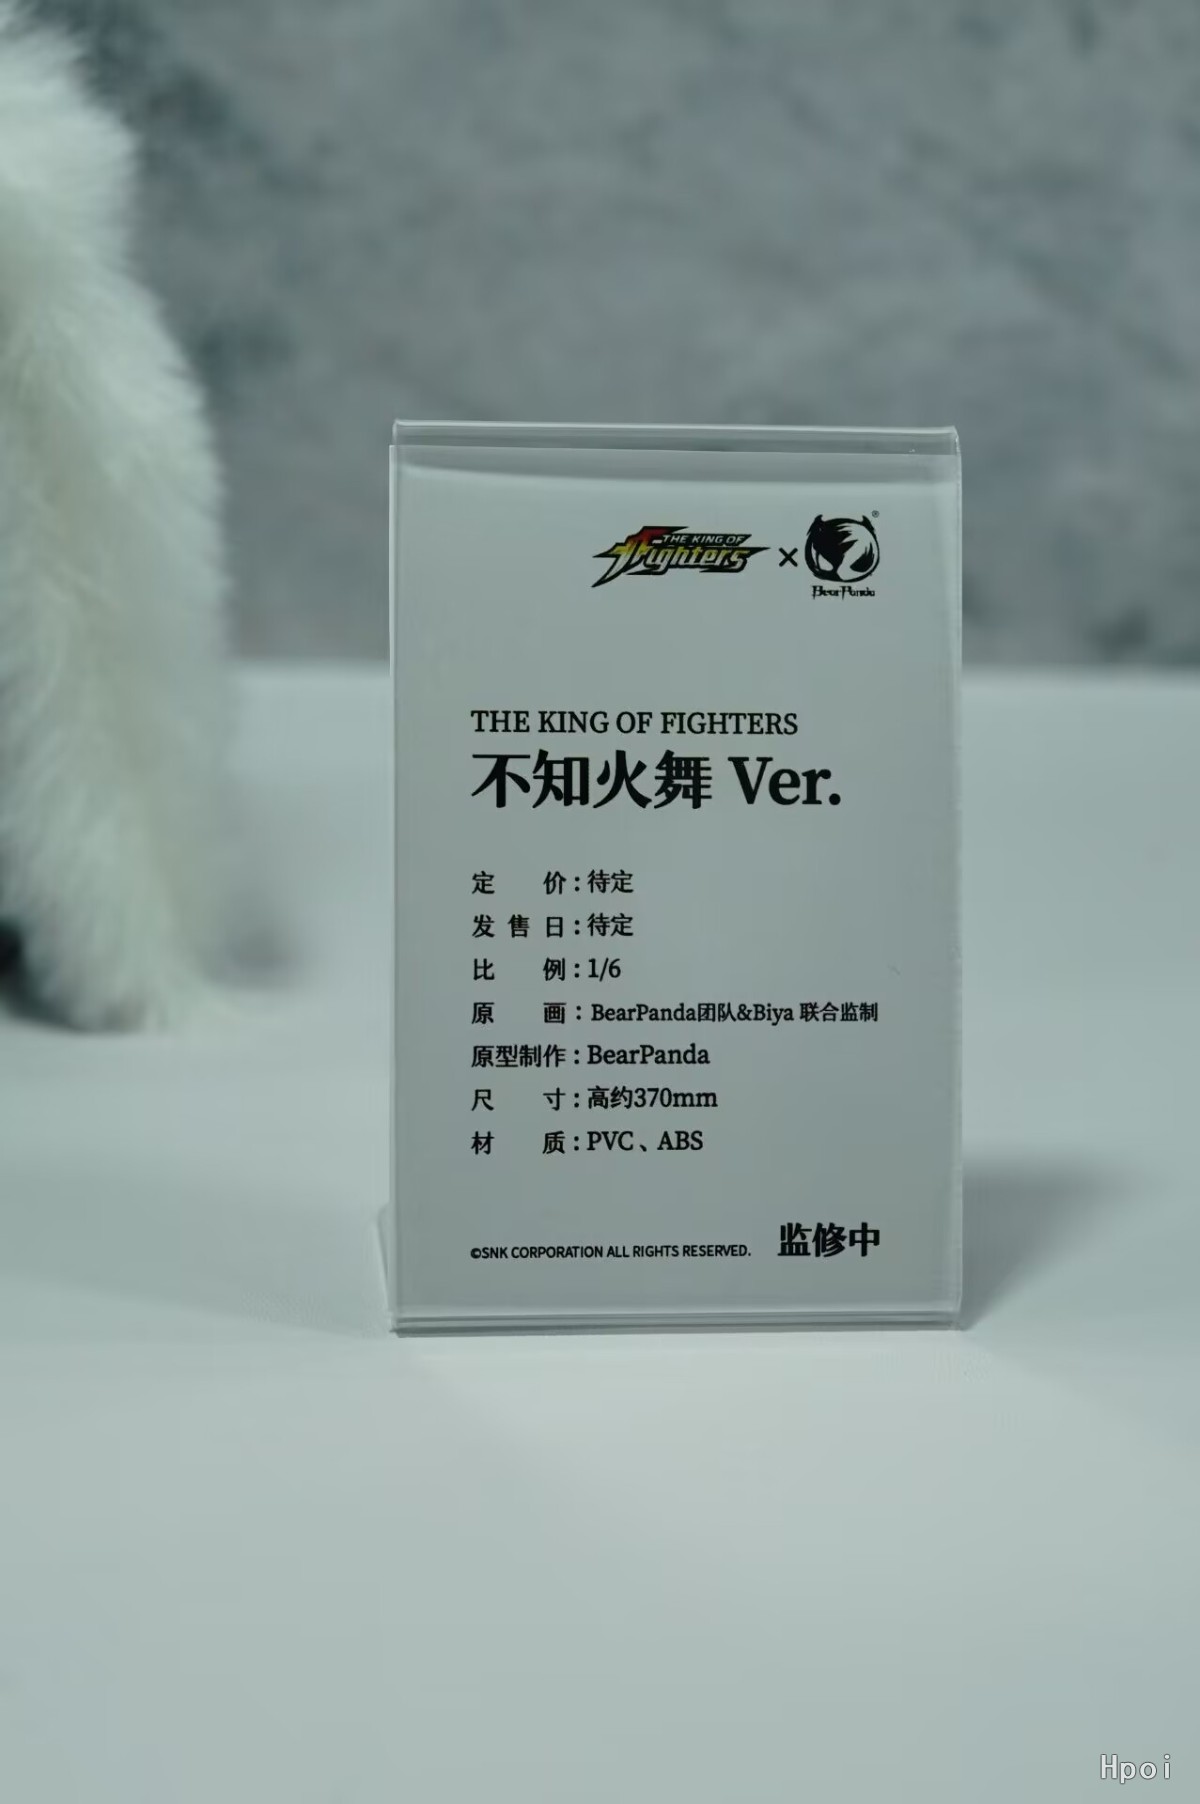 THE KING OF
Fighters
×
®
BearPanda
THE KING OF FIGHTERS
不知火舞 Ver.
定价:待定
发售日:待定
比例:1/6
原画:BearPanda团队&Biya 联合监制
原型制作:BearPanda
尺寸:高约370mm
材质:PVC、ABS
©SNK CORPORATION ALL RIGHTS RESERVED.
监修中
Hpoi